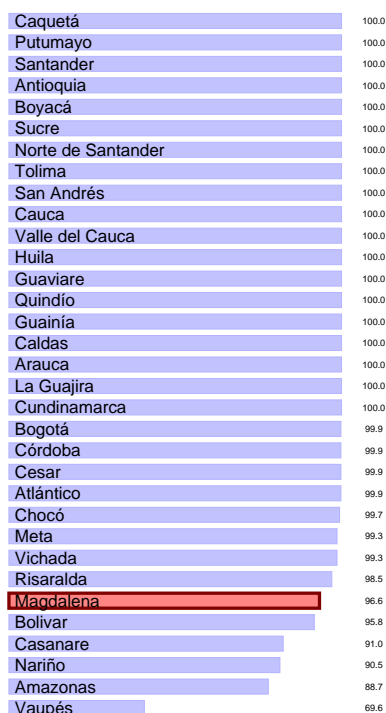 Caquetá 100.0
Putumayo 100.0
Santander 100.0
Antioquia 100.0
Boyacá 100.0
Sucre 100.0
Norte de Santander 100.0
Tolima 100.0
San Andrés 100.0
Cauca 100.0
Valle del Cauca 100.0
Huila 100.0
Guaviare 100.0
Quindío 100.0
Guainía 100.0
Caldas 100.0
Arauca 100.0
La Guajira 100.0
Cundinamarca 100.0
Bogotá 99.9
Córdoba 99.9
Cesar 99.9
Atlántico 99.9
Chocó 99.7
Meta 99.3
Vichada 99.3
Risaralda 98.5
Magdalena 96.6
Bolivar 95.8
Casanare 91.0
Nariño 90.5
Amazonas 88.7
Vaupés 69.6